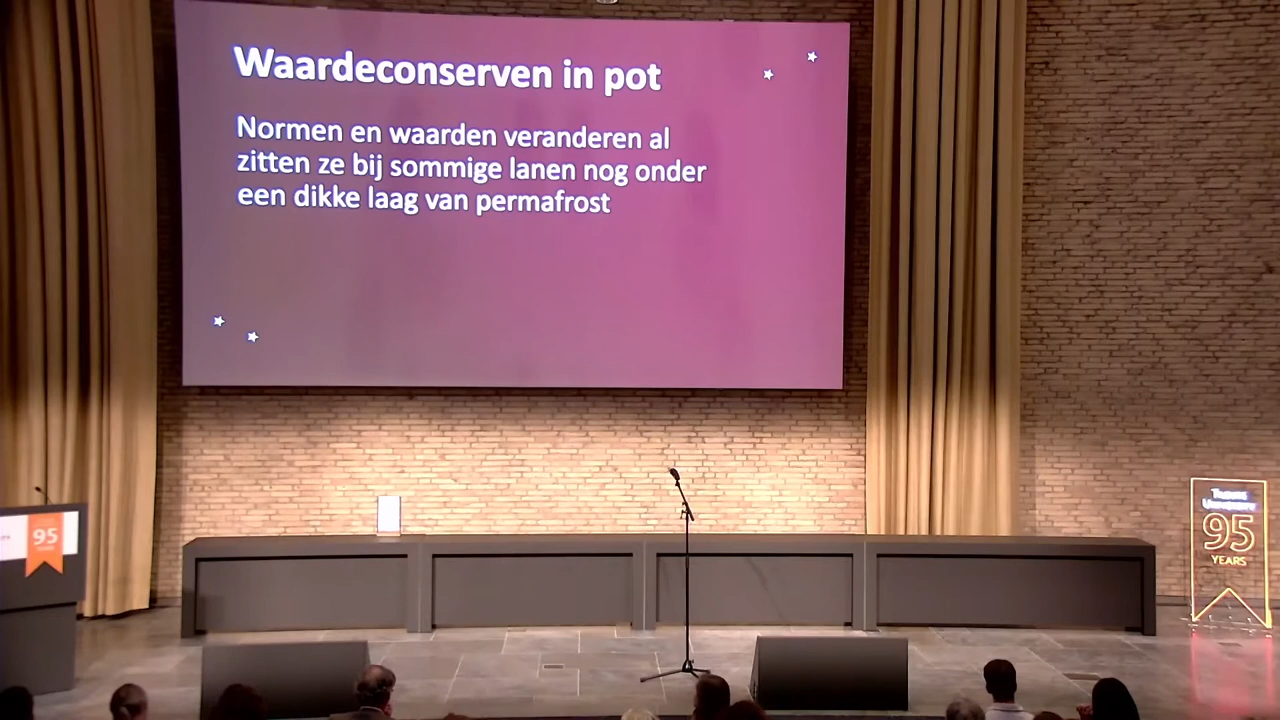 Waardeconserven in pot
Normen en waarden veranderen al
zitten ze bij sommige lanen nog onder
een dikke laag van permafrost
95
YEARS
95
YEARS